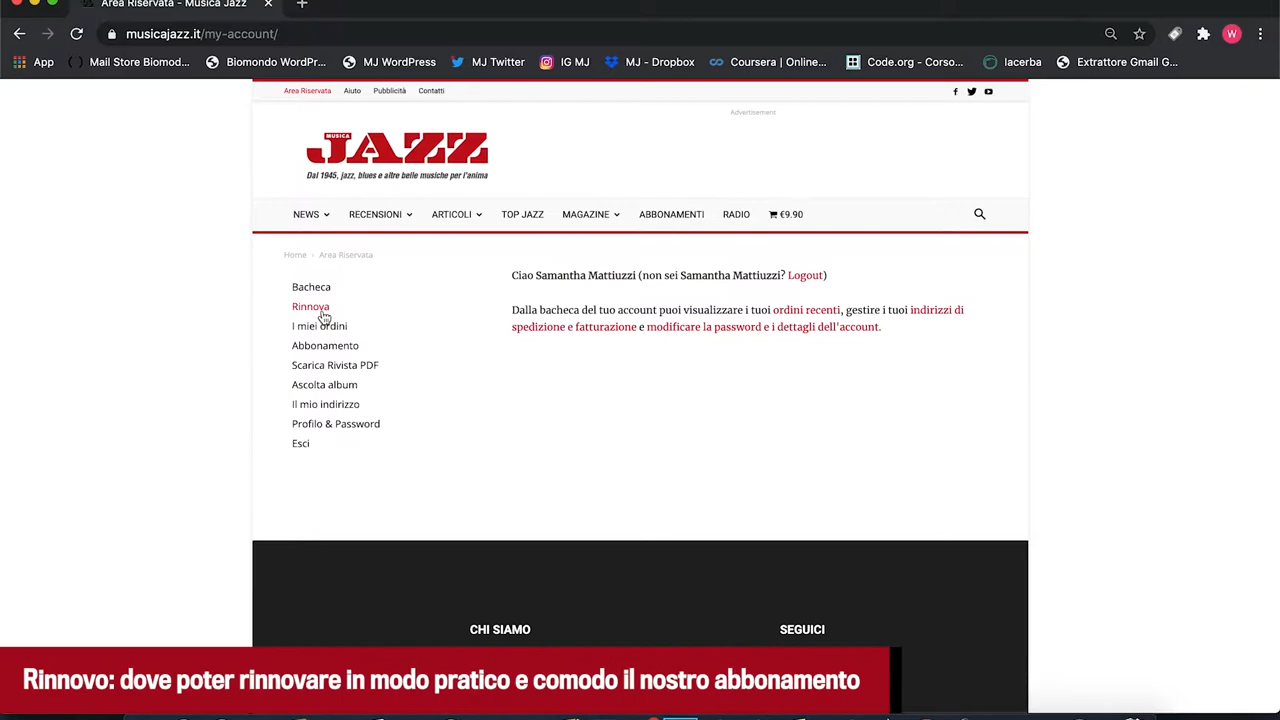 Area Riservata - Musica Jazz
musicajazz.it/my-account/
App
Mail Store Biomod...
Biomondo WordPr...
MJ WordPress
MJ Twitter
IG MJ
MJ - Dropbox
Coursera | Online...
Code.org - Corso...
lacerba
Extrattore Gmail G...
W
Area Riservata Aiuto Pubblicità Contatti
Advertisement
MUSICA
JAZZ
Dal 1945, jazz, blues e altre belle musiche per l'anima
NEWS RECENSIONI ARTICOLI TOP JAZZ MAGAZINE ABBONAMENTI RADIO €9.90
Home › Area Riservata
Bacheca
Rinnova
I miei ordini
Abbonamento
Scarica Rivista PDF
Ascolta album
Il mio indirizzo
Profilo & Password
Esci
Ciao Samantha Mattiuzzi (non sei Samantha Mattiuzzi? Logout)
Dalla bacheca del tuo account puoi visualizzare i tuoi ordini recenti, gestire i tuoi indirizzi di
spedizione e fatturazione e modificare la password e i dettagli dell'account.
CHI SIAMO
SEGUICI
Rinnovo: dove poter rinnovare in modo pratico e comodo il nostro abbonamento